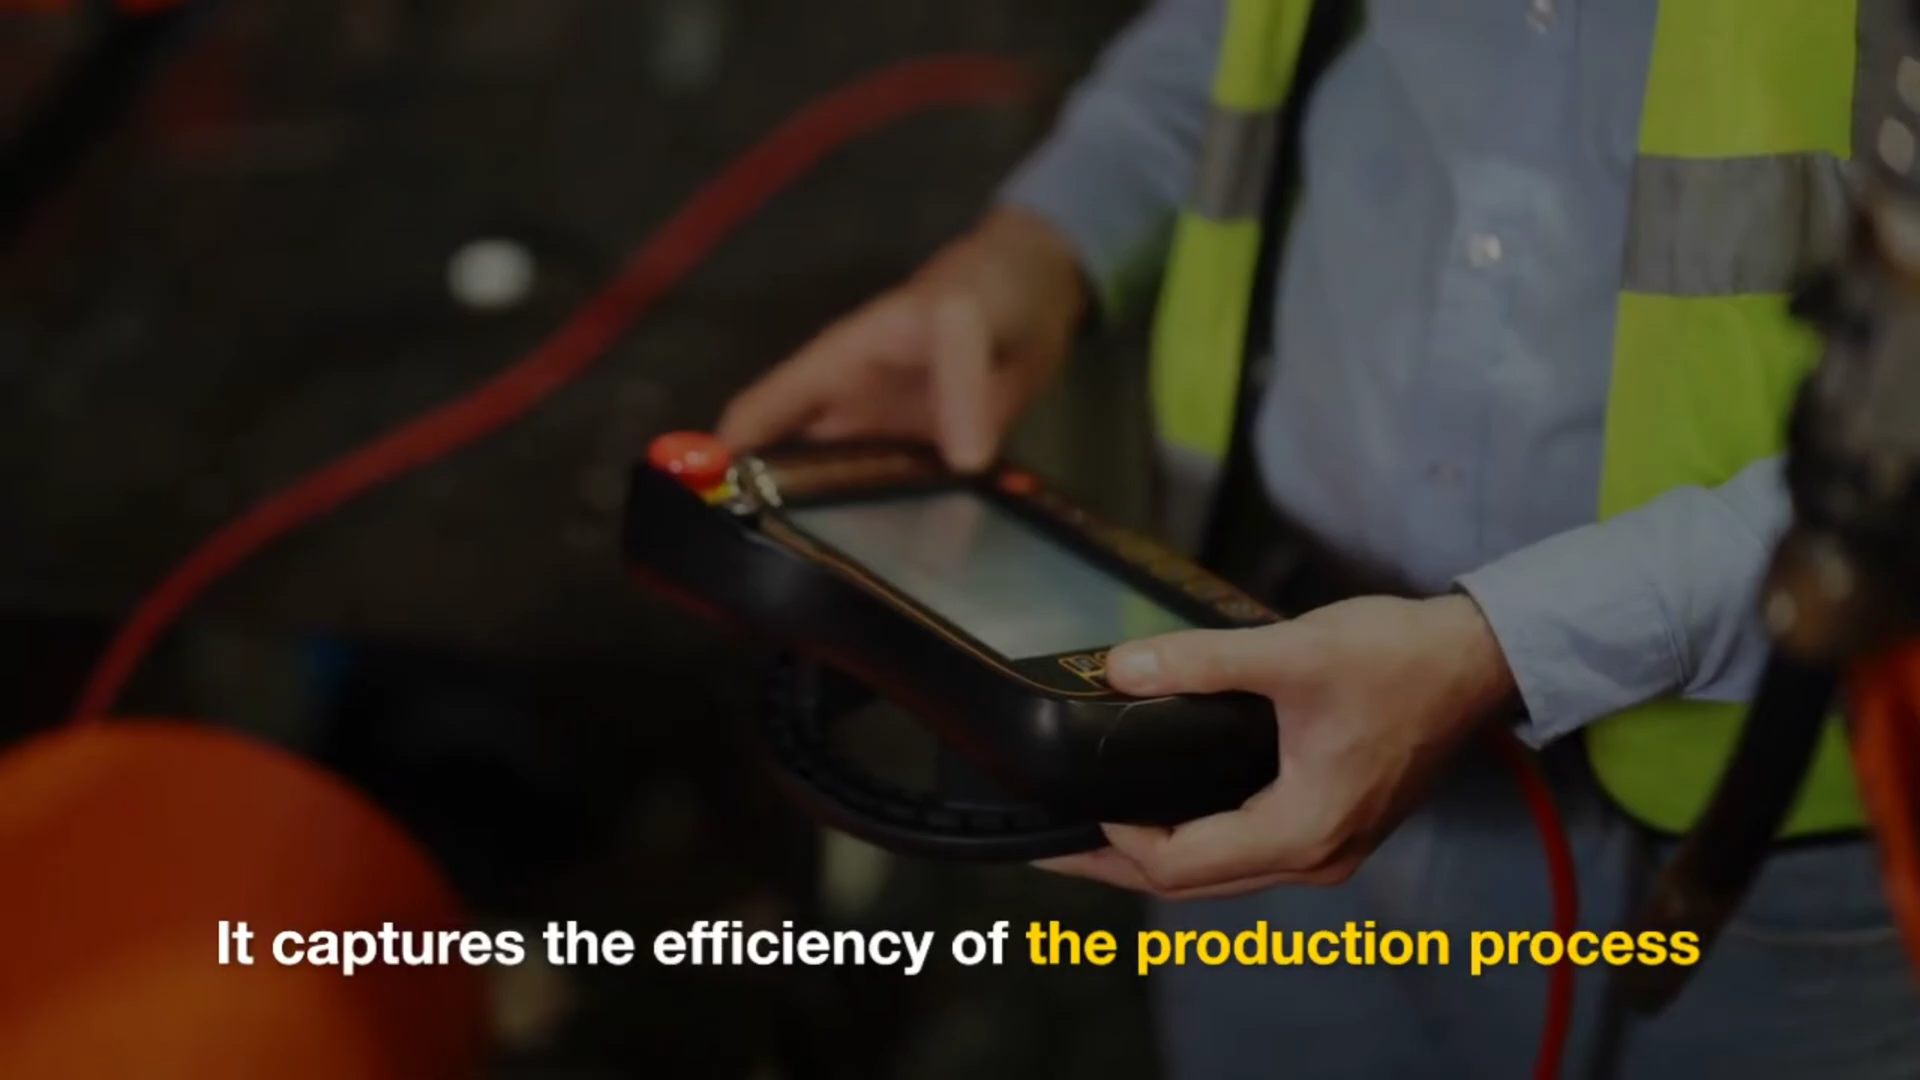 It captures the efficiency of the production process